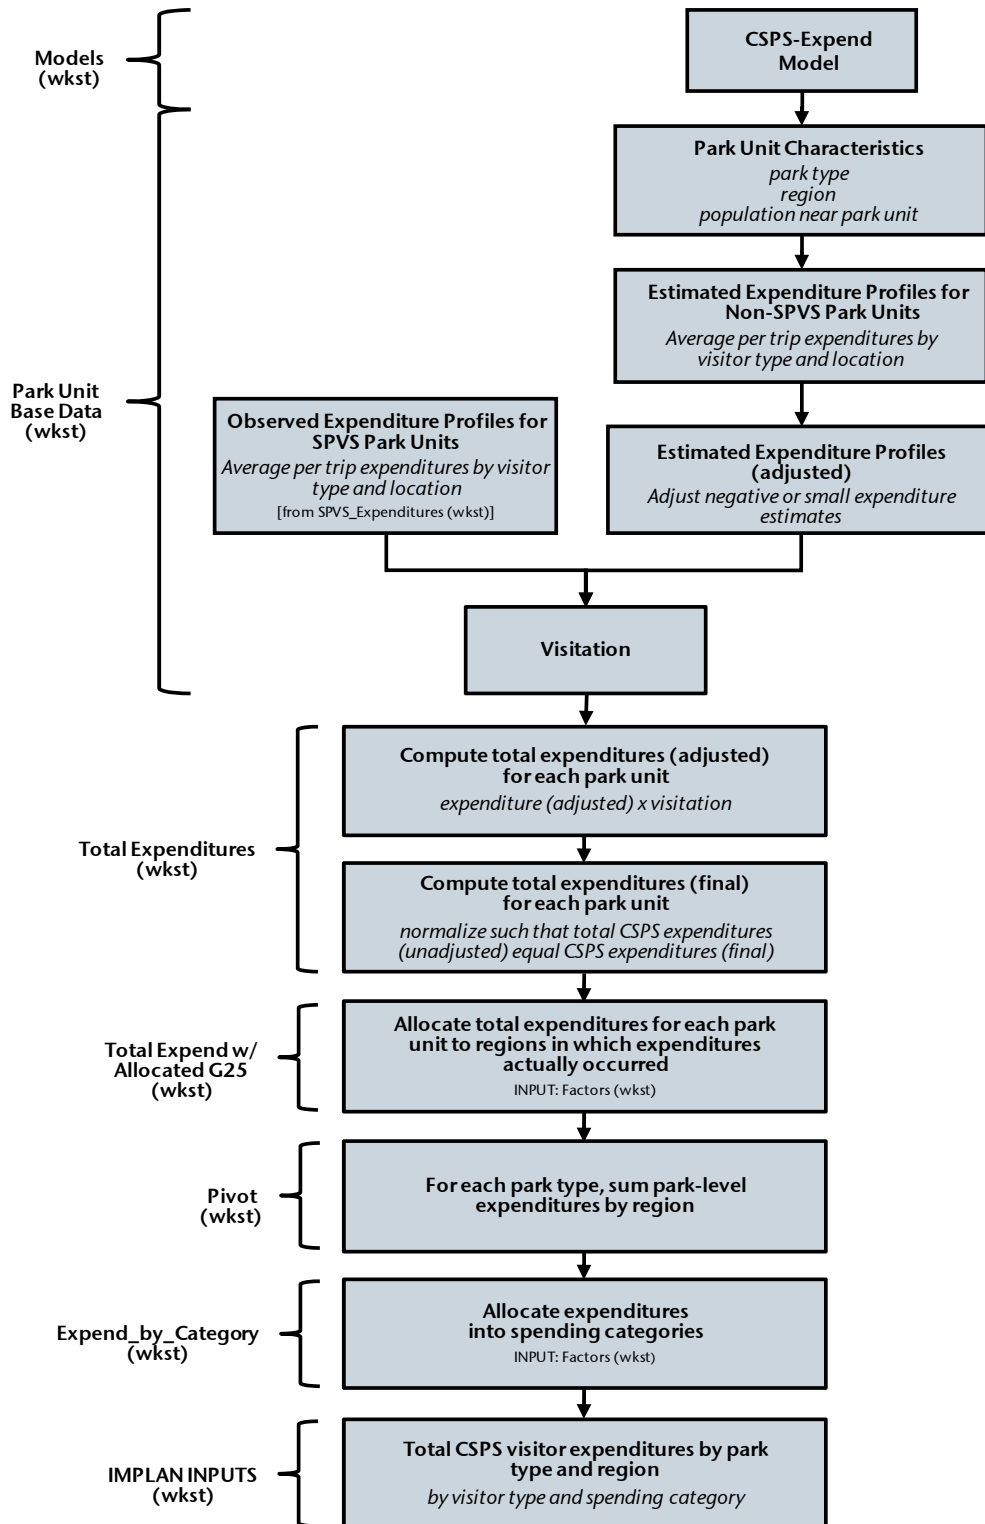 Models
(wkst)
CSPS-Expend
Model
Park Unit Characteristics
park type
region
population near park unit
Estimated Expenditure Profiles for
Non-SPVS Park Units
Average per trip expenditures by
visitor type and location
Park Unit
Base Data
(wkst)
Observed Expenditure Profiles for
SPVS Park Units
Average per trip expenditures by visitor
type and location
[from SPVS_Expenditures (wkst)]
Estimated Expenditure Profiles
(adjusted)
Adjust negative or small expenditure
estimates
Visitation
Total Expenditures
(wkst)
Compute total expenditures (adjusted)
for each park unit
expenditure (adjusted) x visitation
Compute total expenditures (final)
for each park unit
normalize such that total CSPS expenditures
(unadjusted) equal CSPS expenditures (final)
Total Expend w/
Allocated G25
(wkst)
Allocate total expenditures for each park
unit to regions in which expenditures
actually occurred
INPUT: Factors (wkst)
Pivot
(wkst)
For each park type, sum park-level
expenditures by region
Expend_by_Category
(wkst)
Allocate expenditures
into spending categories
INPUT: Factors (wkst)
IMPLAN INPUTS
(wkst)
Total CSPS visitor expenditures by park
type and region
by visitor type and spending category